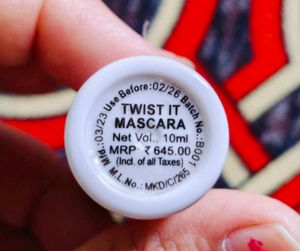 Use Before:02/26
Batch No.:B001
TWIST IT
MASCARA
Net Vol.: 10ml
MRP ₹ 645.00
(Incl. of all Taxes)
Mfd.: 03/23
M.L.No.: MKD/C/265